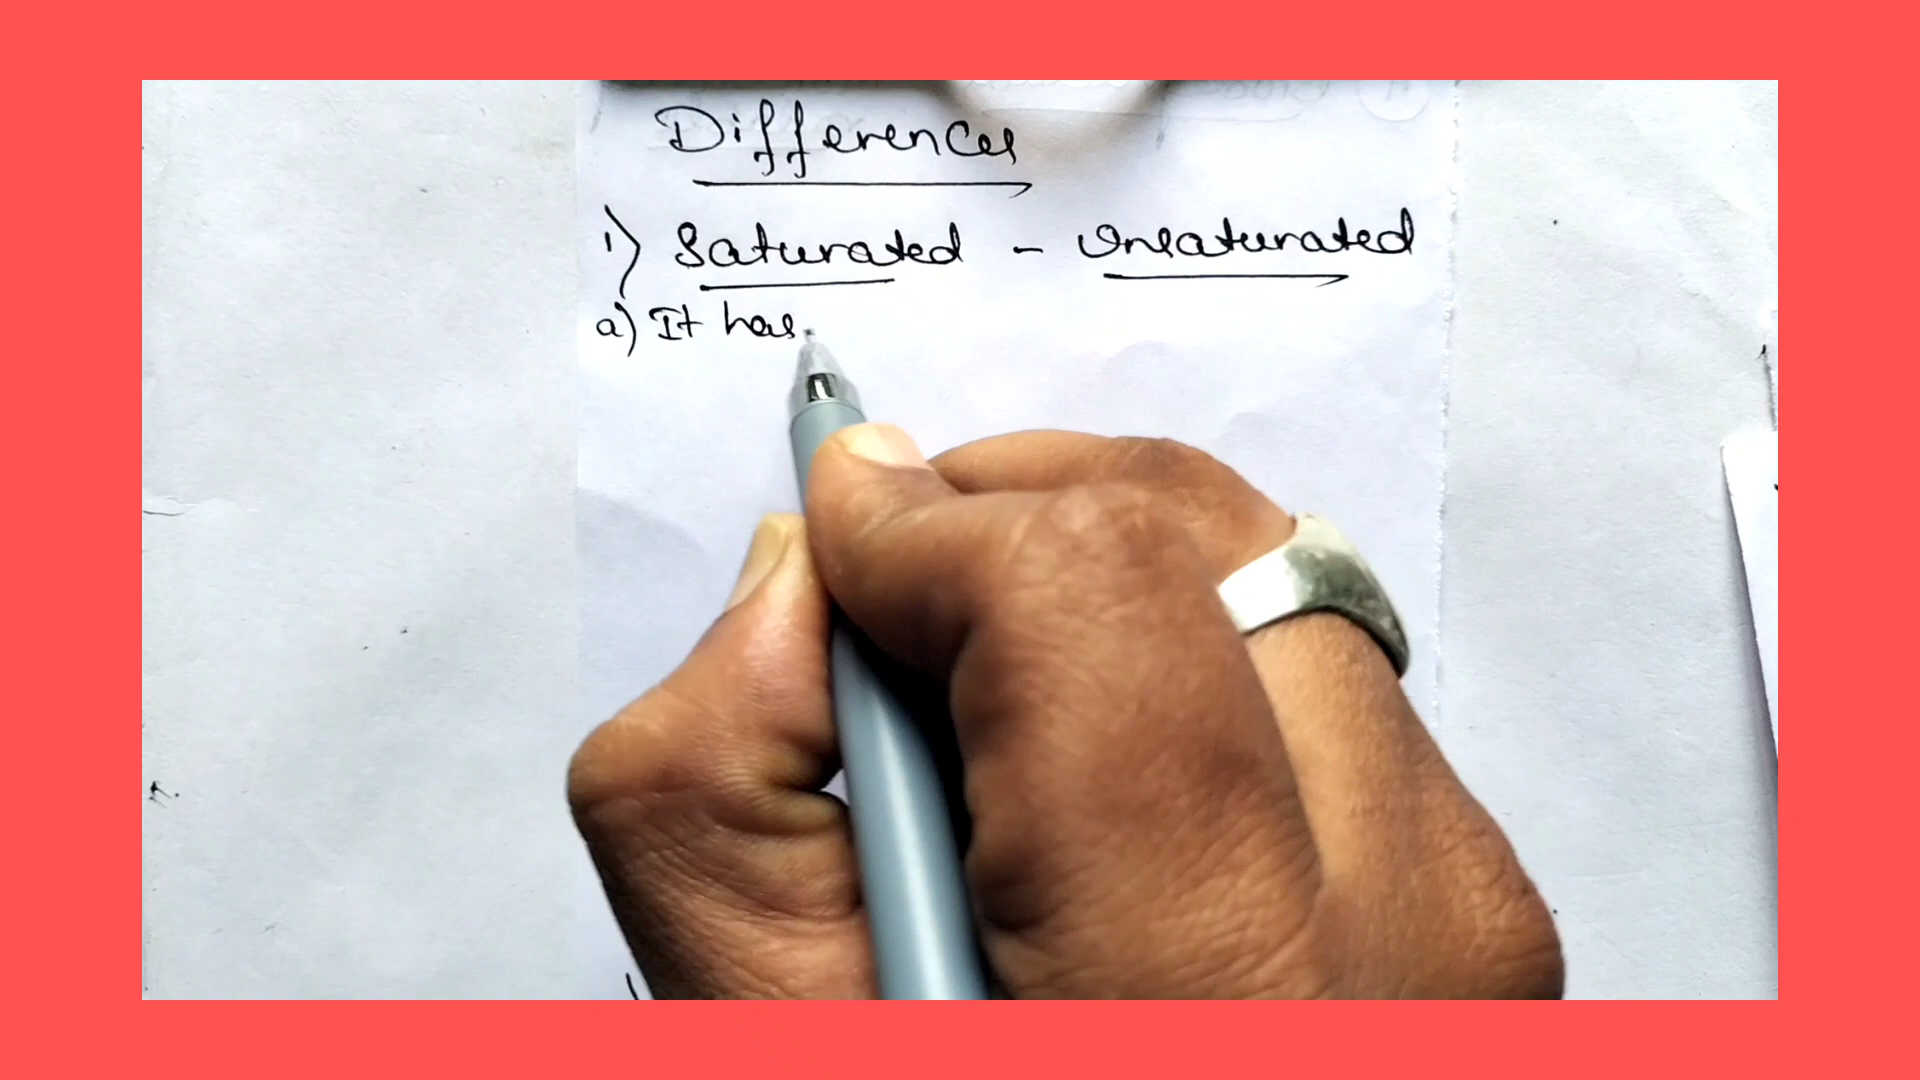 Differences
1) Saturated - Unsaturated
a) It has